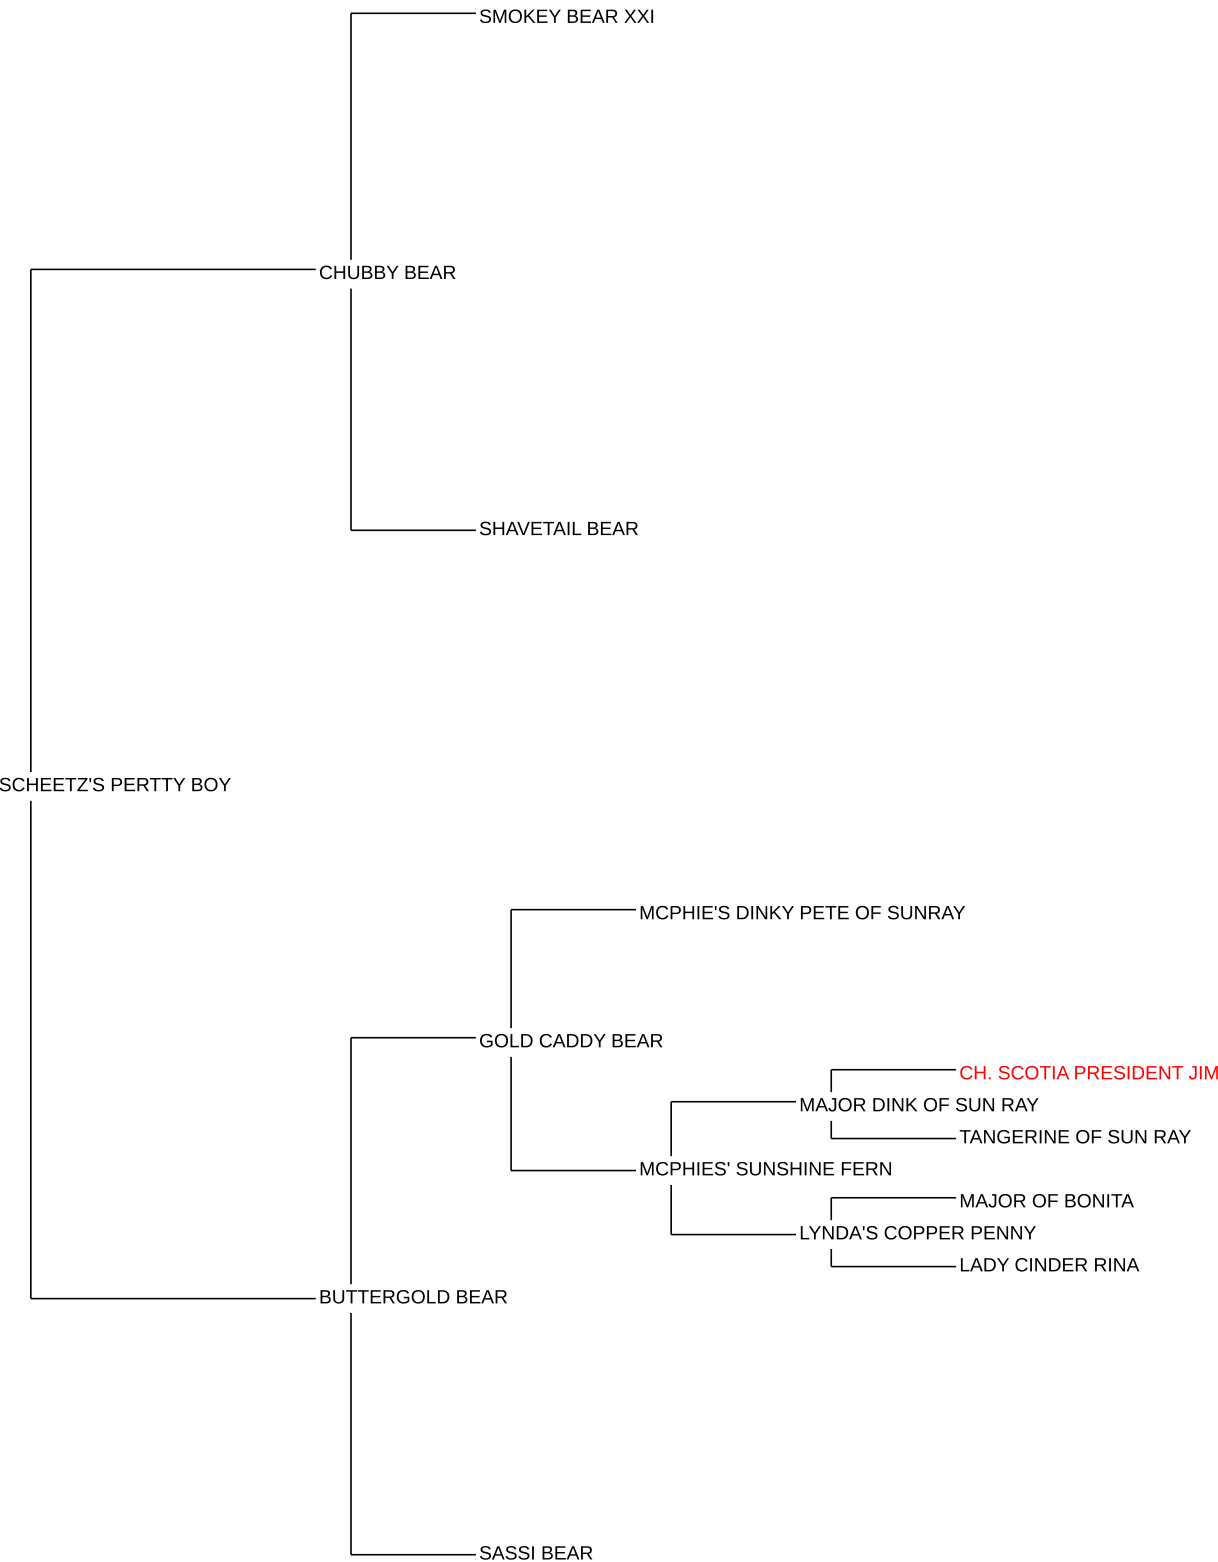 SMOKEY BEAR XXI
CHUBBY BEAR
SHAVETAIL BEAR
SCHEETZ'S PERTTY BOY
MCPHIE'S DINKY PETE OF SUNRAY
GOLD CADDY BEAR
CH. SCOTIA PRESIDENT JIM
MAJOR DINK OF SUN RAY
TANGERINE OF SUN RAY
MCPHIES' SUNSHINE FERN
MAJOR OF BONITA
LYNDA'S COPPER PENNY
LADY CINDER RINA
BUTTERGOLD BEAR
SASSI BEAR